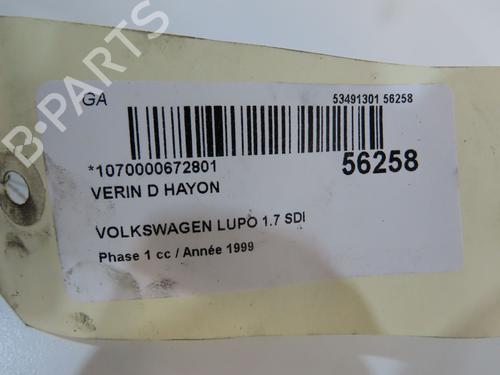 B-PARTS
GA
53491301 56258
*1070000672801
56258
VERIN D HAYON
VOLKSWAGEN LUPO 1.7 SDI
Phase 1 cc / Année 1999